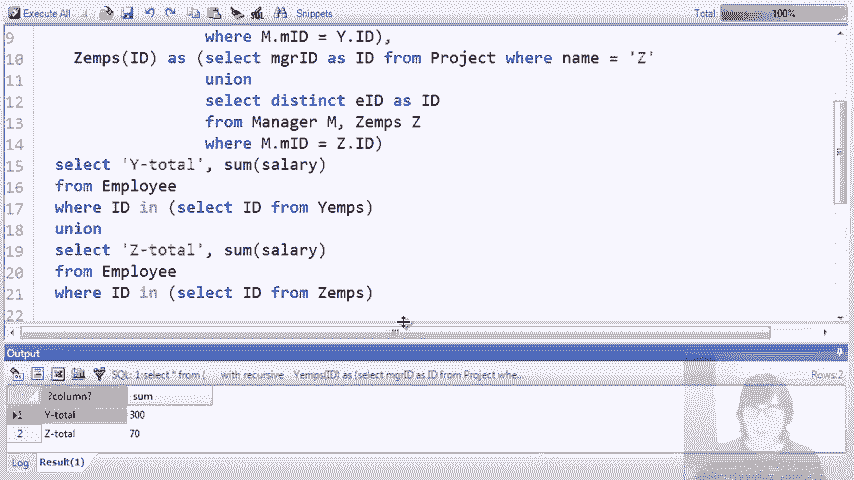 Execute All Snippets Total: 100%
9 where M.mID = Y.ID),
10 Zemps(ID) as (select mgrID as ID from Project where name = 'Z'
11 union
12 select distinct eID as ID
13 from Manager M, Zemps Z
14 where M.mID = Z.ID)
15 select 'Y-total', sum(salary)
16 from Employee
17 where ID in (select ID from Yemps)
18 union
19 select 'Z-total', sum(salary)
20 from Employee
21 where ID in (select ID from Zemps)
22
Output
SQL: 1:select * from ( with recursive Yemps(ID) as (select mgrID as ID from Project whe... Rows:2
?column? sum
1 Y-total 300
2 Z-total 70
Log Result(1)